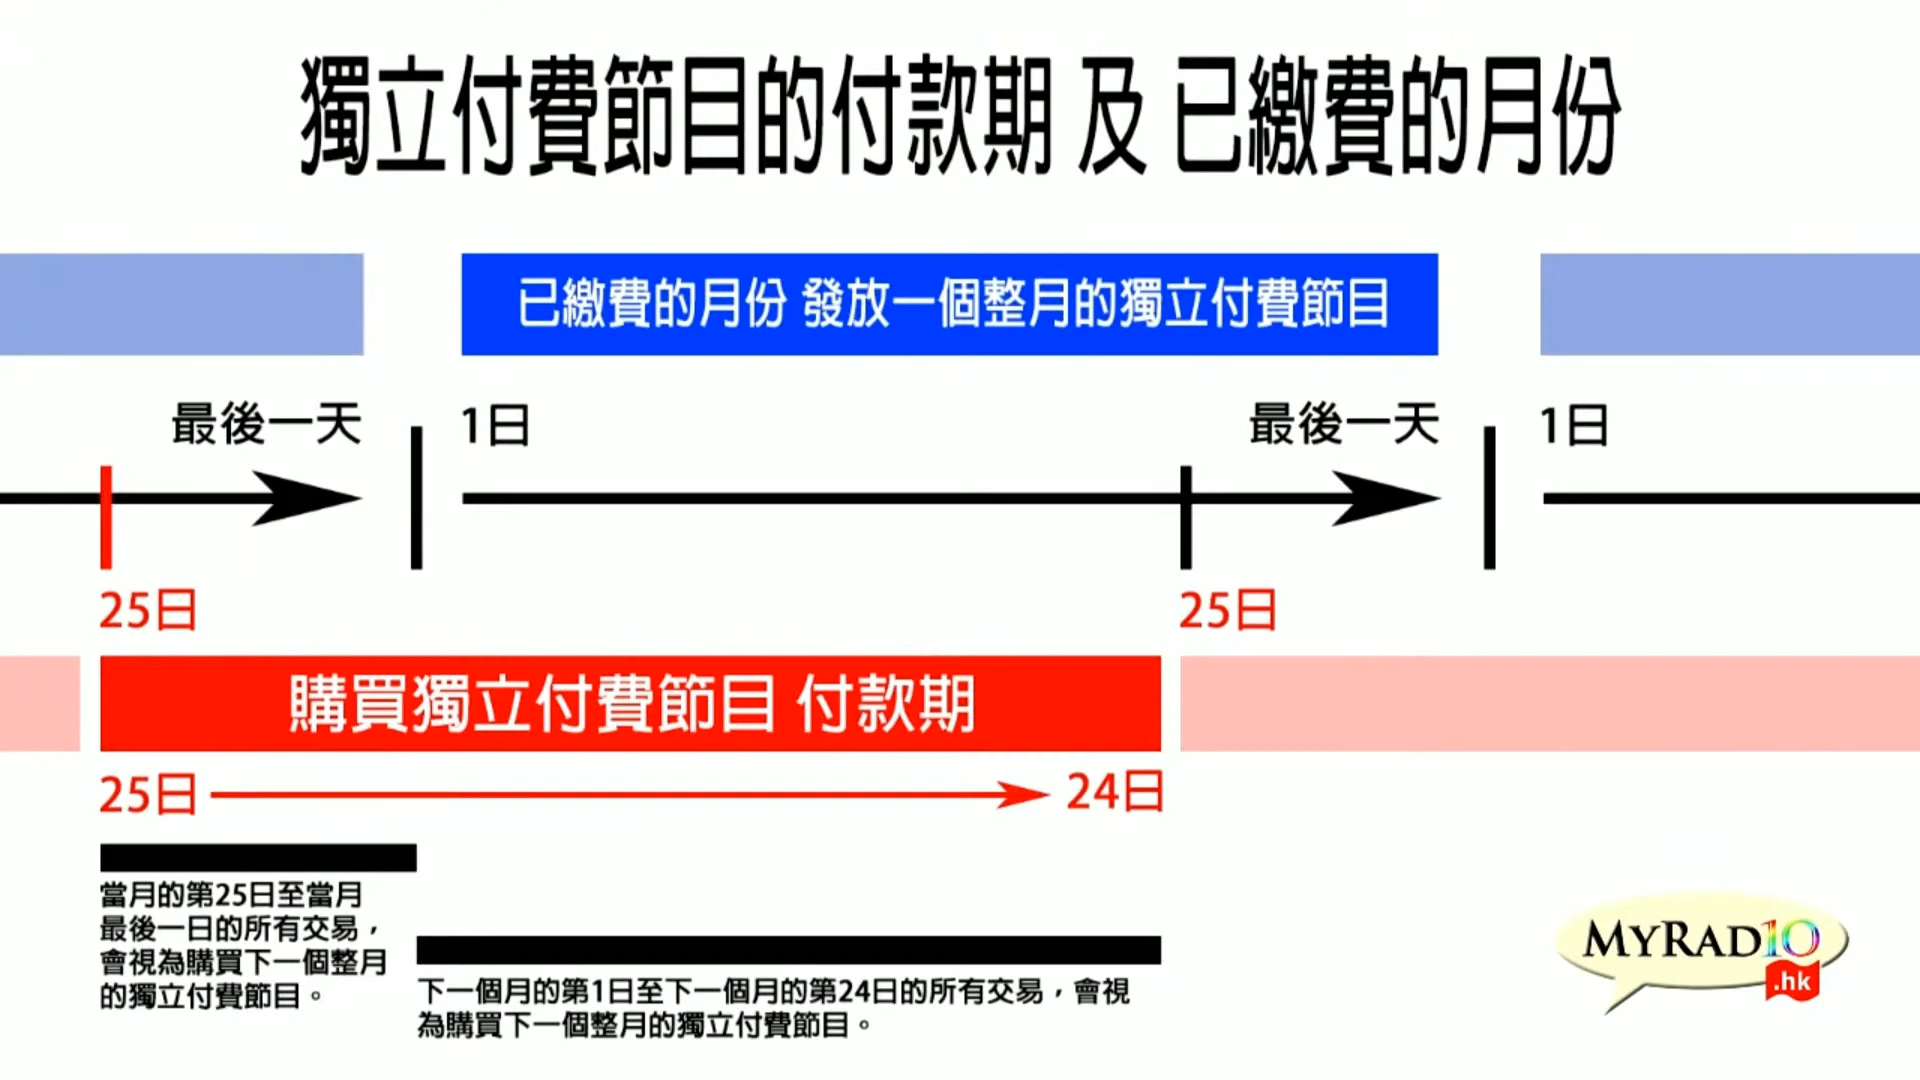 獨立付費節目的付款期 及 已繳費的月份
已繳費的月份 發放一個整月的獨立付費節目
最後一天 1日 最後一天 1日
25日 25日
購買獨立付費節目 付款期
25日 24日
當月的第25日至當月
最後一日的所有交易，
會視為購買下一個整月
的獨立付費節目。
下一個月的第1日至下一個月的第24日的所有交易，會視
為購買下一個整月的獨立付費節目。
MYRAD10
.hk